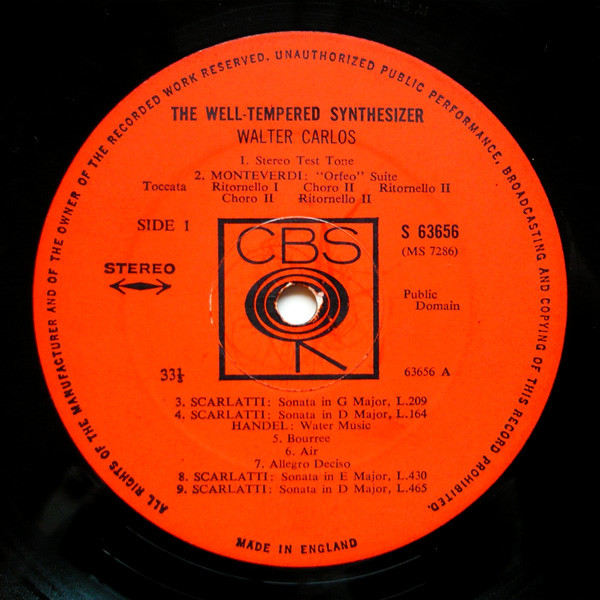 ALL RIGHTS OF THE MANUFACTURER AND OF THE OWNER OF THE RECORDED WORK RESERVED. UNAUTHORIZED PUBLIC PERFORMANCE, BROADCASTING AND COPYING OF THIS RECORD PROHIBITED.
THE WELL-TEMPERED SYNTHESIZER
WALTER CARLOS
1. Stereo Test Tone
2. MONTEVERDI: "Orfeo" Suite
Toccata Ritornello I Choro II Ritornello II
Choro II Ritornello II
SIDE 1
STEREO
CBS
S 63656
(MS 7286)
Public
Domain
33⅓
63656 A
3. SCARLATTI: Sonata in G Major, L.209
4. SCARLATTI: Sonata in D Major, L.164
HANDEL: Water Music
5. Bourree
6. Air
7. Allegro Deciso
8. SCARLATTI: Sonata in E Major, L.430
9. SCARLATTI: Sonata in D Major, L.465
MADE IN ENGLAND